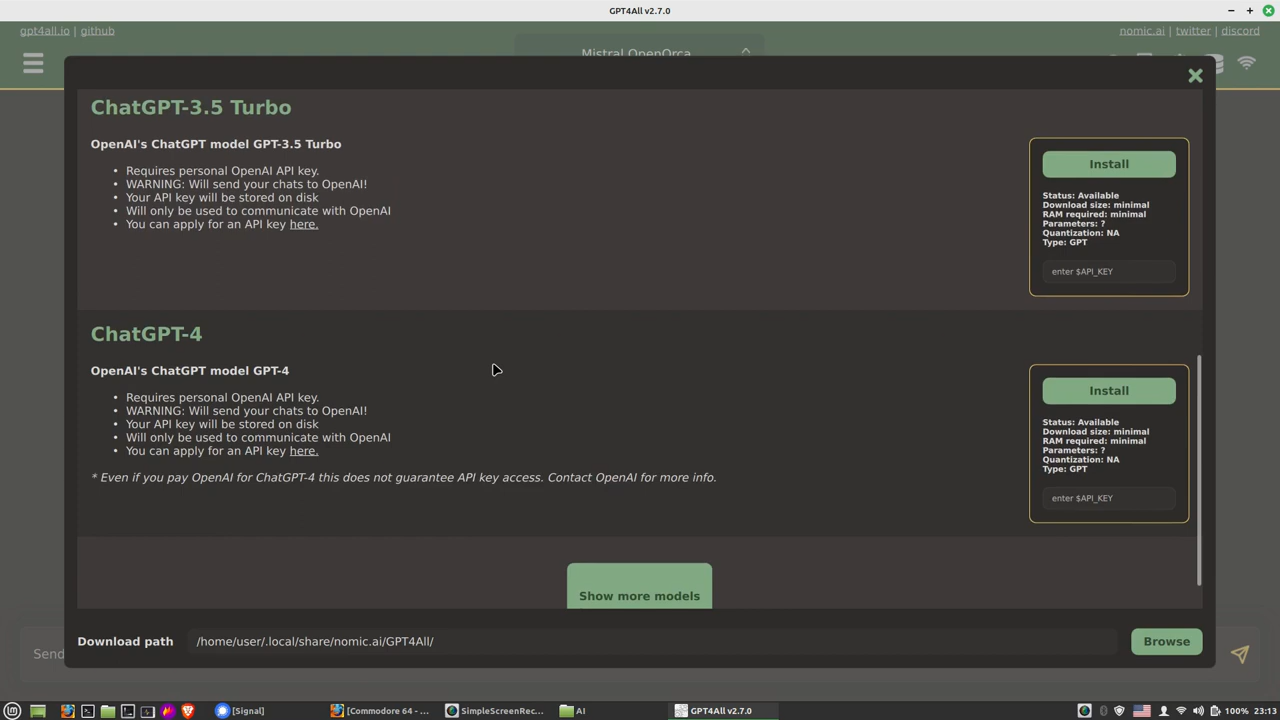 GPT4All v2.7.0
gpt4all.io | github
nomic.ai | twitter | discord
Mistral OpenOrca
ChatGPT-3.5 Turbo
OpenAI's ChatGPT model GPT-3.5 Turbo
• Requires personal OpenAI API key.
• WARNING: Will send your chats to OpenAI!
• Your API key will be stored on disk
• Will only be used to communicate with OpenAI
• You can apply for an API key here.
Install
Status: Available
Download size: minimal
RAM required: minimal
Parameters: ?
Quantization: NA
Type: GPT
enter $API_KEY
ChatGPT-4
OpenAI's ChatGPT model GPT-4
• Requires personal OpenAI API key.
• WARNING: Will send your chats to OpenAI!
• Your API key will be stored on disk
• Will only be used to communicate with OpenAI
• You can apply for an API key here.
* Even if you pay OpenAI for ChatGPT-4 this does not guarantee API key access. Contact OpenAI for more info.
Install
Status: Available
Download size: minimal
RAM required: minimal
Parameters: ?
Quantization: NA
Type: GPT
enter $API_KEY
Show more models
Download path
/home/user/.local/share/nomic.ai/GPT4All/
Browse
Send
[Signal]
[Commodore 64 - ...
SimpleScreenRec...
AI
GPT4All v2.7.0
100%
23:13